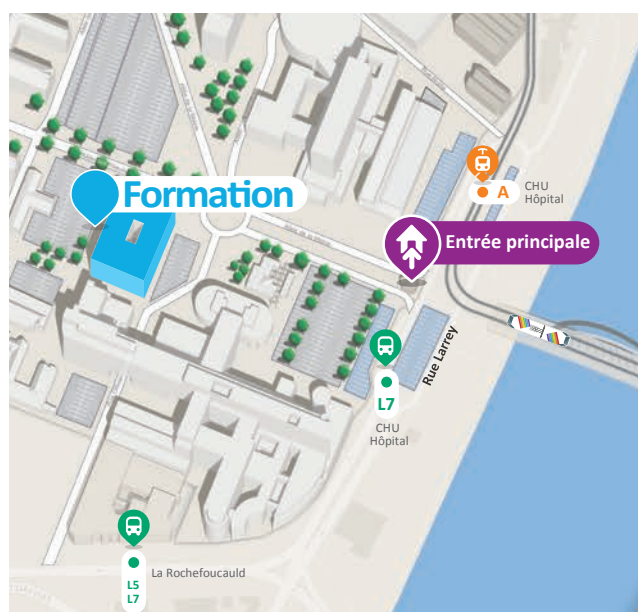 A
CHU
Hôpital
Formation
Entrée principale
Rue Larrey
L7
CHU
Hôpital
La Rochefoucauld
L5
L7